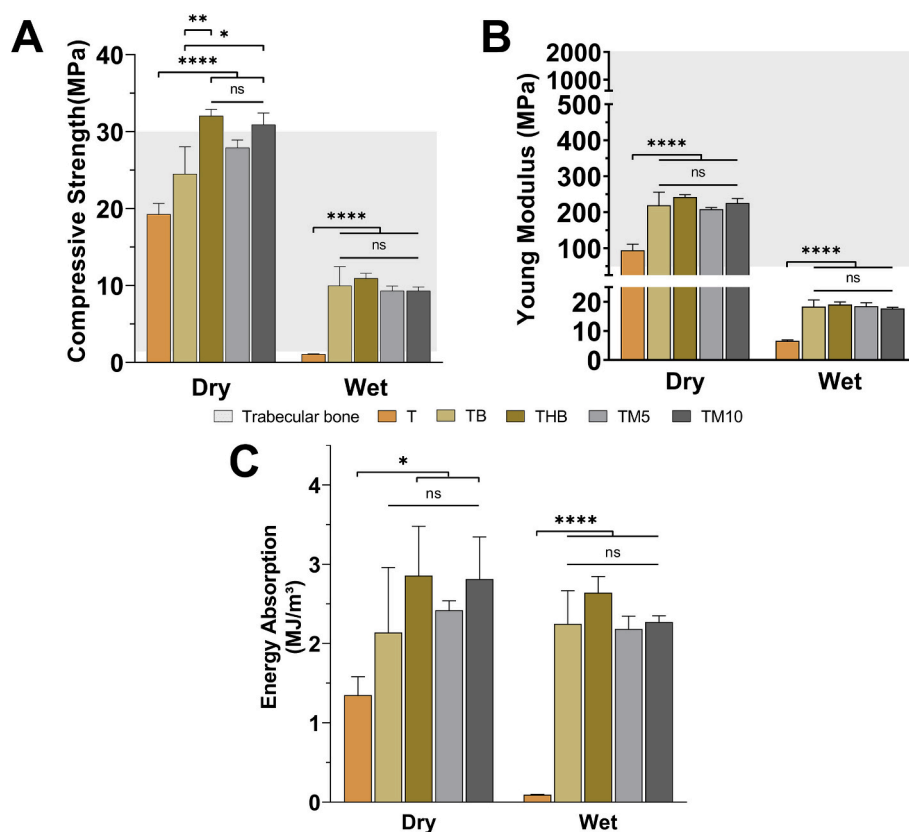 A
Compressive Strength(MPa)
40
30
20
10
0
**
*
****
ns
****
ns
Dry
Wet
B
Young Modulus (MPa)
2000
1500
1000
500
400
300
200
100
20
10
0
****
ns
****
ns
Dry
Wet
Trabecular bone T TB THB TM5 TM10
C
Energy Absorption
(MJ/m³)
4
3
2
1
0
*
ns
****
ns
Dry
Wet